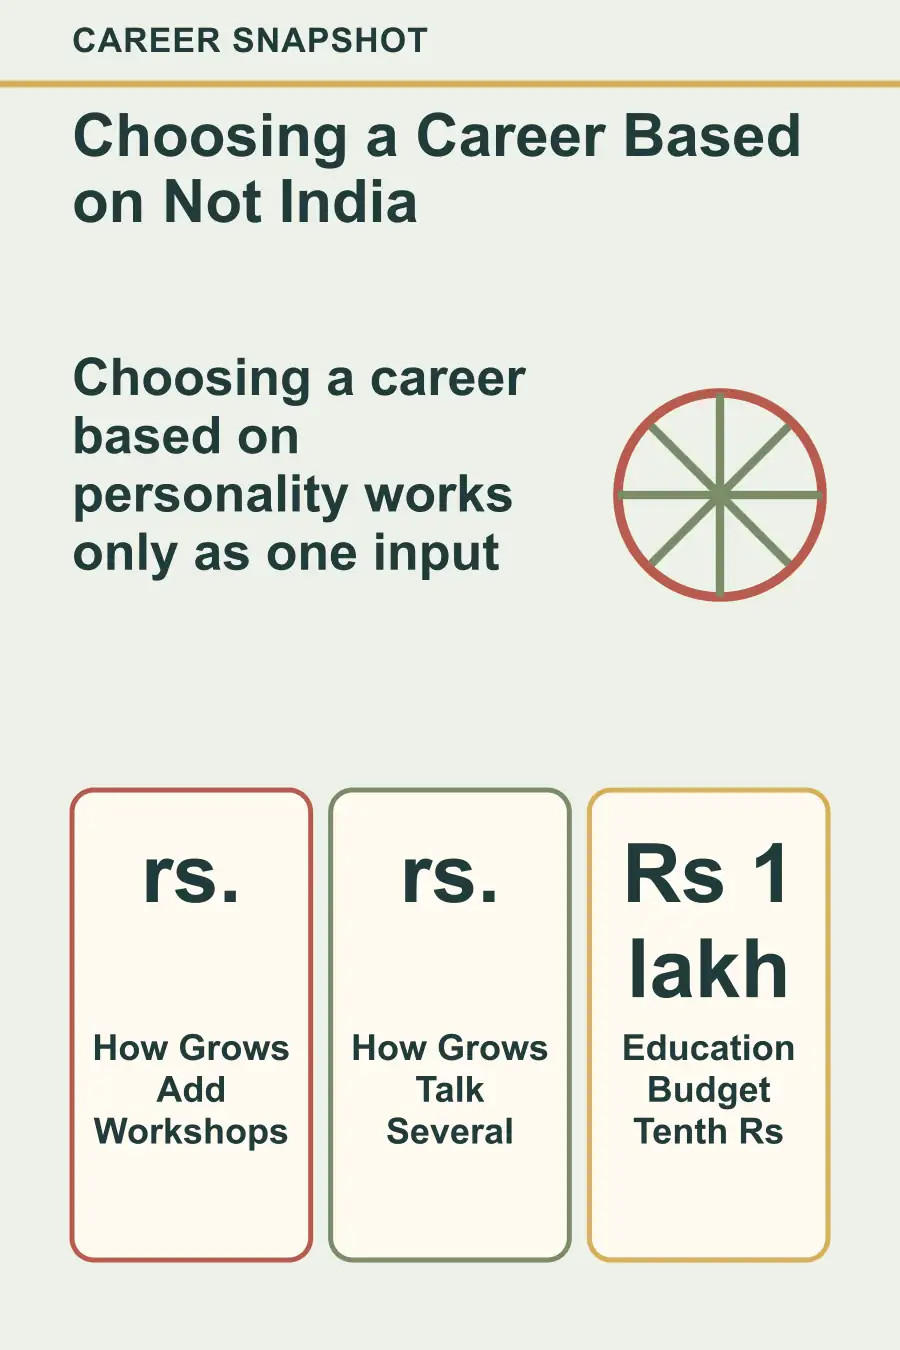 CAREER SNAPSHOT
Choosing a Career Based
on Not India
Choosing a career
based on
personality works
only as one input
rs.
How Grows
Add
Workshops
rs.
How Grows
Talk
Several
Rs 1
lakh
Education
Budget
Tenth Rs